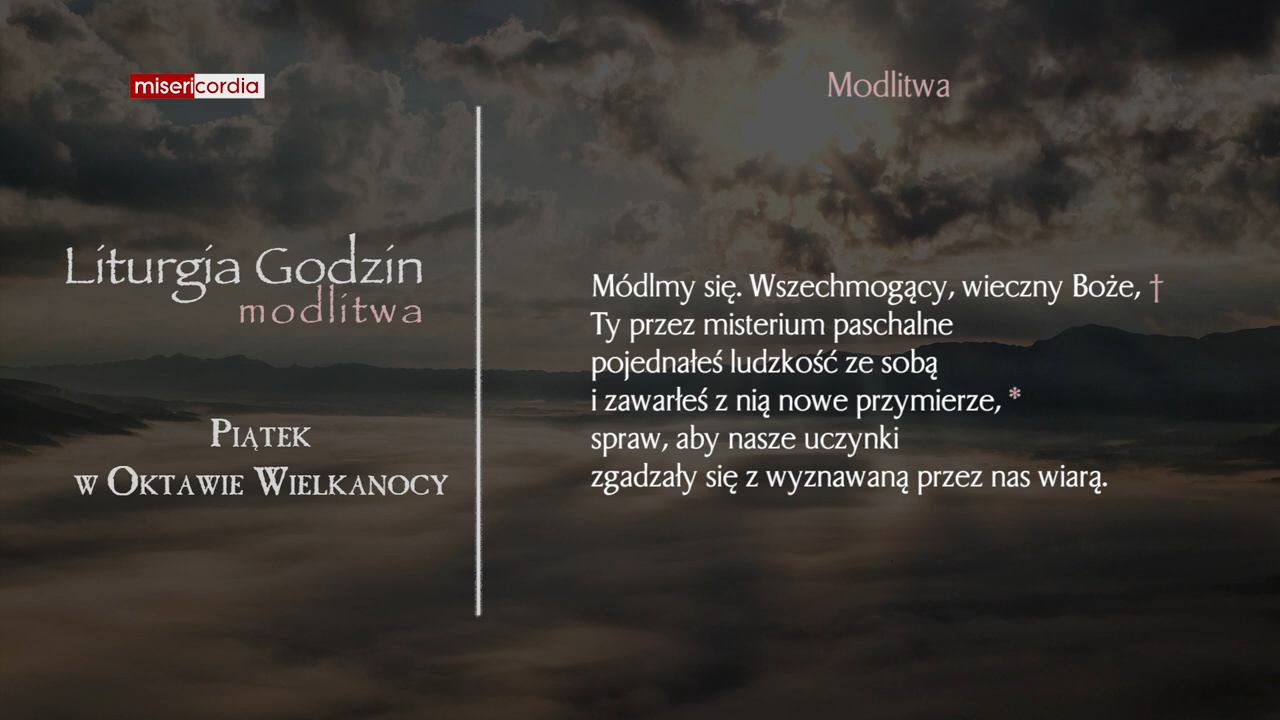 misericordia
Liturgia Godzin
modlitwa
Piątek
w Oktawie Wielkanocy
Modlitwa
Módlmy się. Wszechmogący, wieczny Boże, †
Ty przez misterium paschalne
pojednałeś ludzkość ze sobą
i zawarłeś z nią nowe przymierze, *
spraw, aby nasze uczynki
zgadzały się z wyznawaną przez nas wiarą.